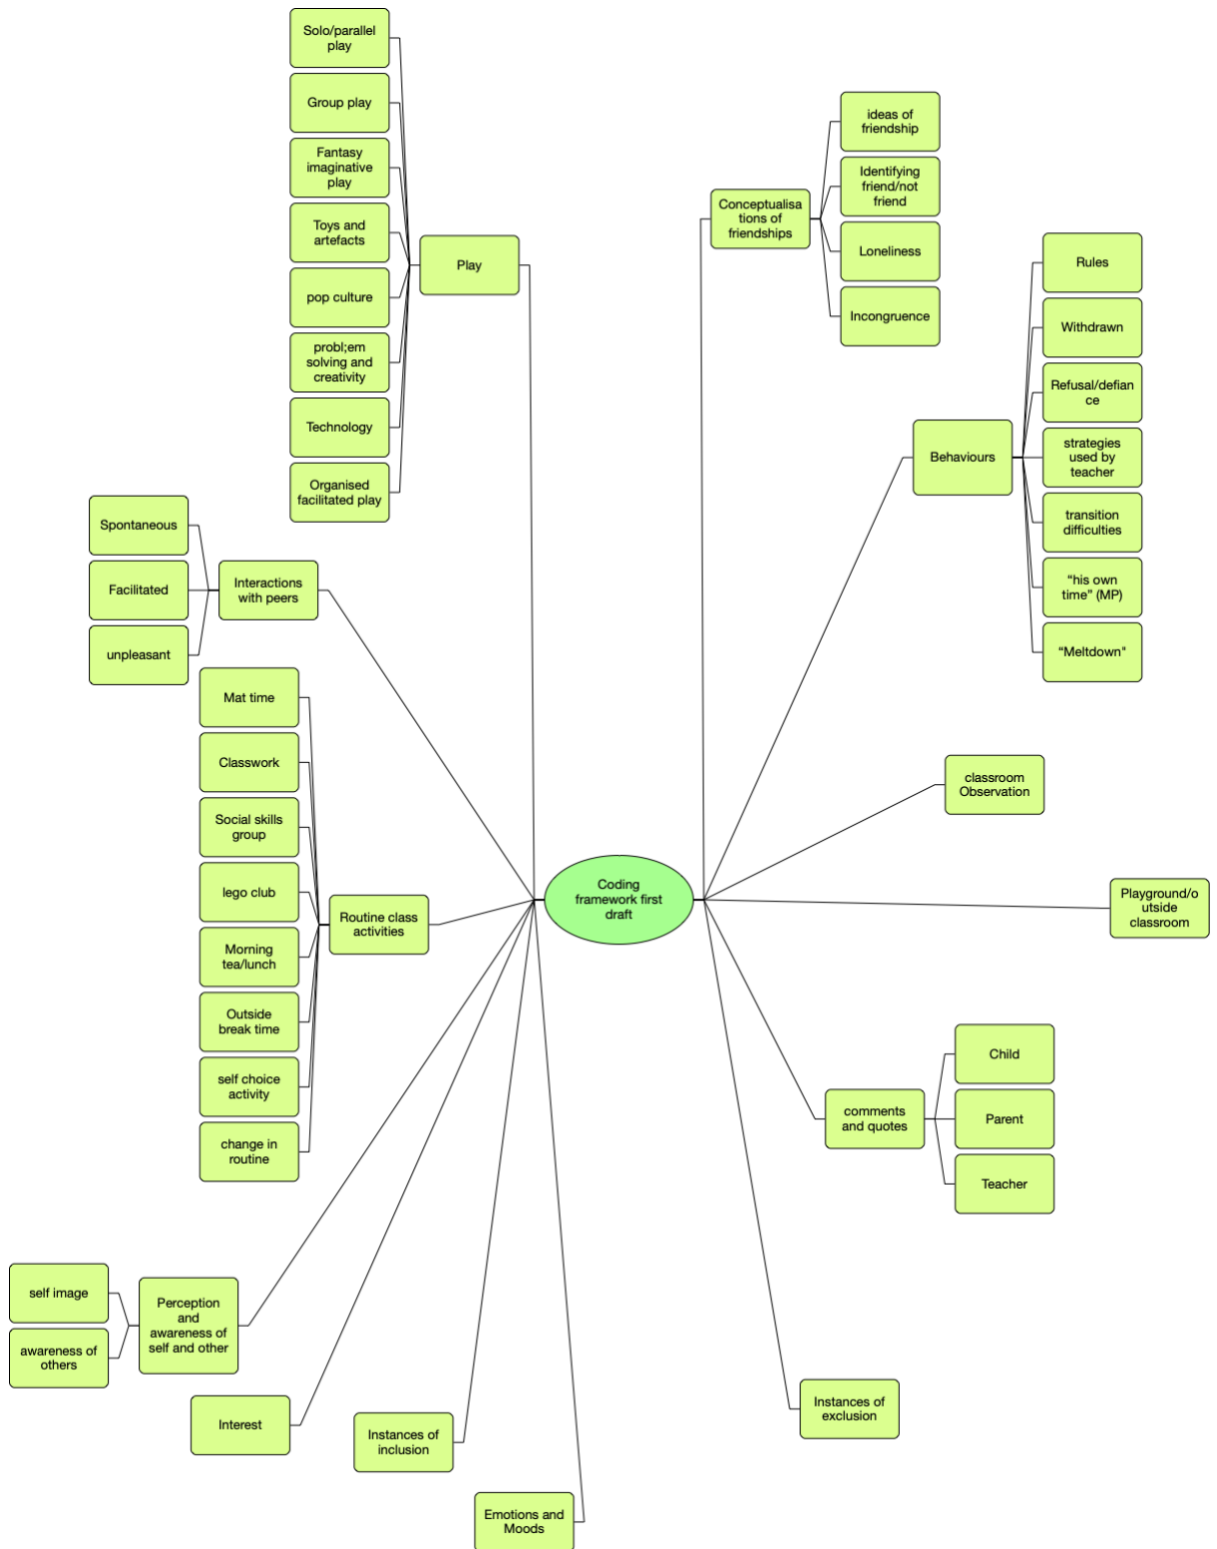 Solo/parallel
play
Group play
Fantasy
imaginative
play
Toys and
artefacts
pop culture
probl;em
solving and
creativity
Technology
Organised
facilitated play
Play
Spontaneous
Facilitated
unpleasant
Interactions
with peers
Mat time
Classwork
Social skills
group
lego club
Morning
tea/lunch
Outside
break time
self choice
activity
change in
routine
Routine class
activities
self image
awareness of
others
Perception
and
awareness of
self and other
Interest
Instances of
inclusion
Emotions and
Moods
Coding
framework first
draft
Conceptualisa
tions of
friendships
ideas of
friendship
Identifying
friend/not
friend
Loneliness
Incongruence
Behaviours
Rules
Withdrawn
Refusal/defian
ce
strategies
used by
teacher
transition
difficulties
“his own
time” (MP)
“Meltdown"
classroom
Observation
Playground/o
utside
classroom
comments
and quotes
Child
Parent
Teacher
Instances of
exclusion